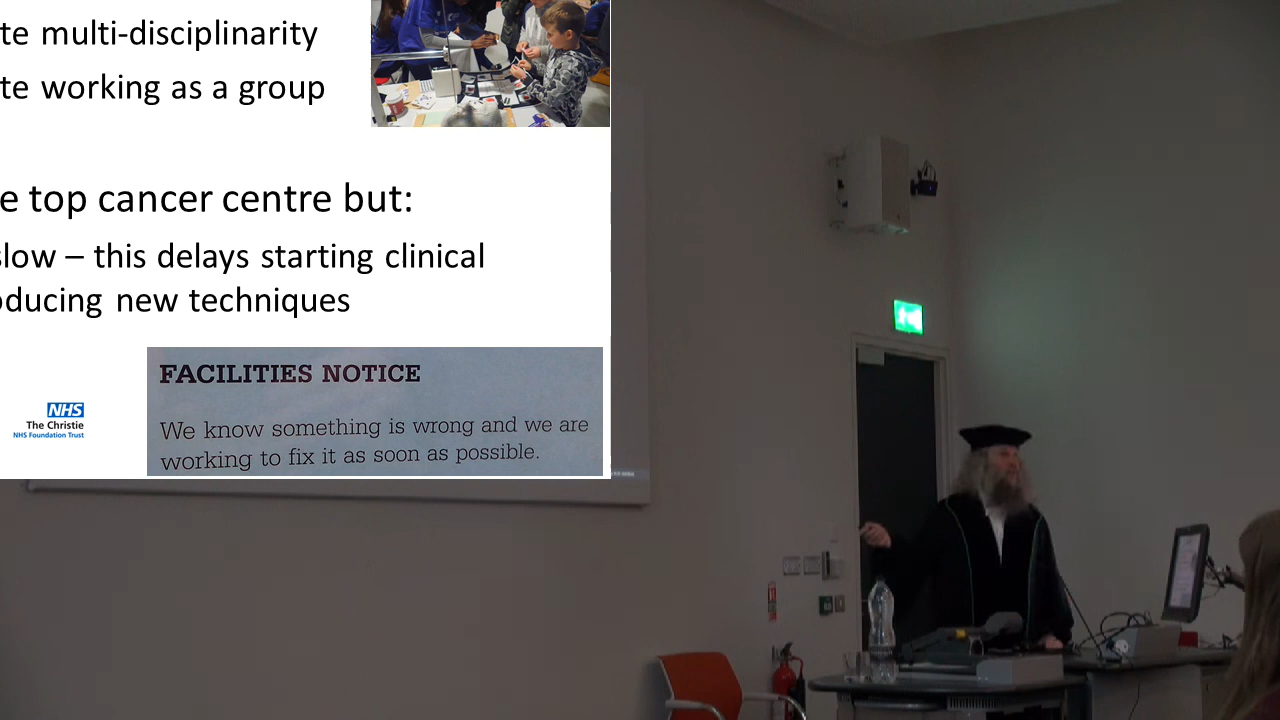 te multi-disciplinarity
te working as a group
e top cancer centre but:
slow – this delays starting clinical
oducing new techniques
FACILITIES NOTICE
We know something is wrong and we are
working to fix it as soon as possible.
NHS
The Christie
NHS Foundation Trust